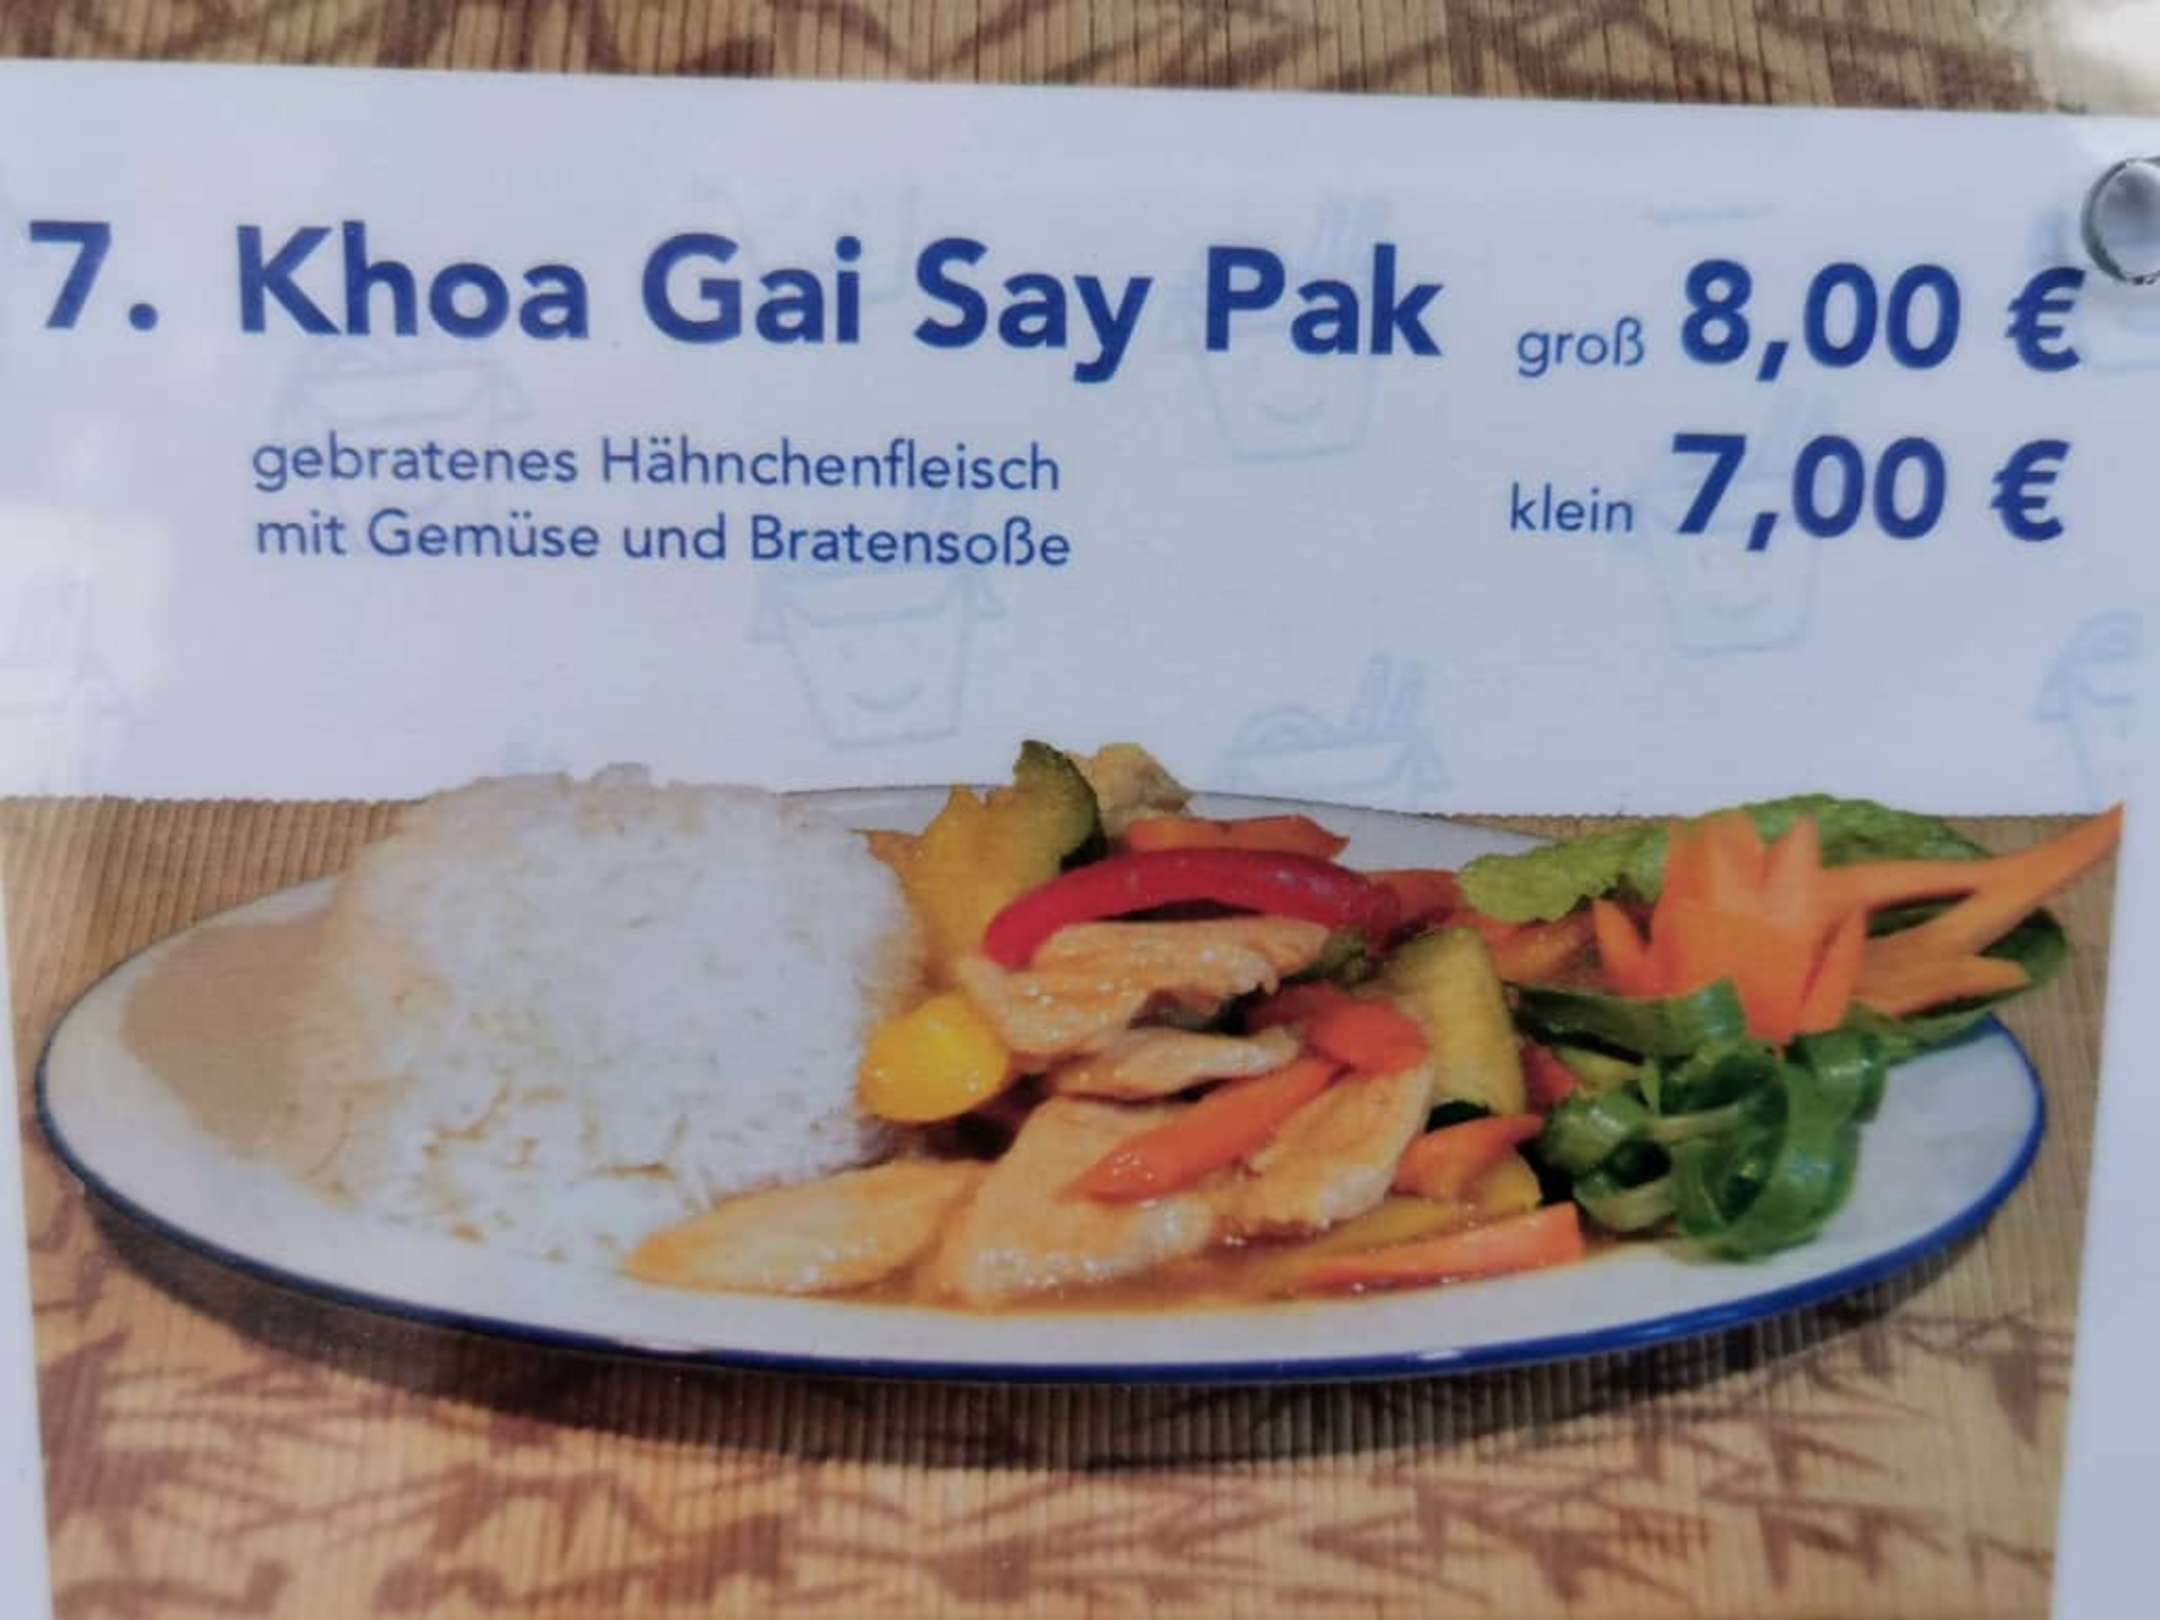 7. Khoa Gai Say Pak groß 8,00 €
gebratenes Hähnchenfleisch
mit Gemüse und Bratensoße
klein 7,00 €